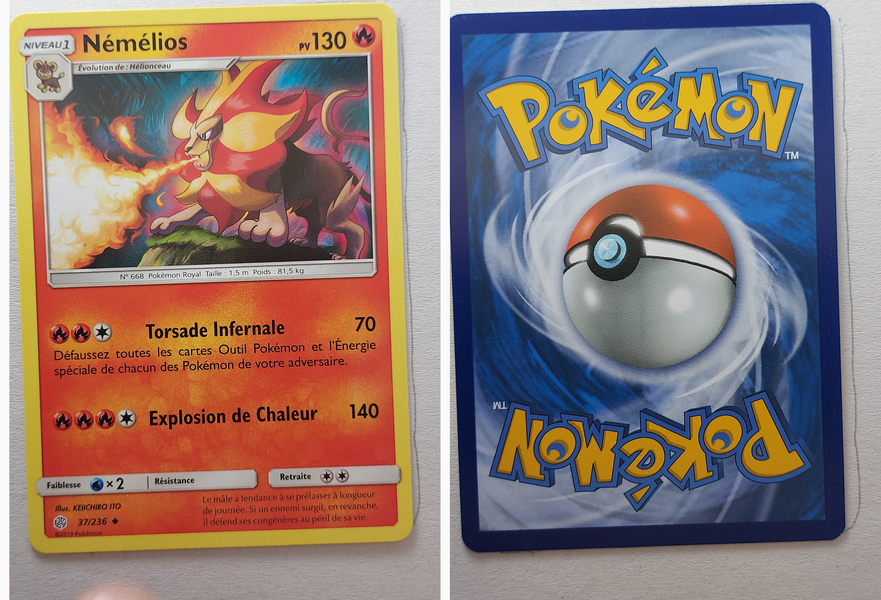 NIVEAU 1
Némélios
PV 130
Évolution de : Hélionceau
N° 668 Pokémon Royal Taille : 1,5 m Poids : 81,5 kg
Torsade Infernale 70
Défaussez toutes les cartes Outil Pokémon et l'Énergie
spéciale de chacun des Pokémon de votre adversaire.
Explosion de Chaleur 140
Faiblesse ×2 Résistance Retraite
Illus. KEIICHIRO ITO
37/236
©2019 Pokémon
Le mâle a tendance à se prélasser à longueur
de journée. Si un ennemi surgit, en revanche,
il défend ses congénères au péril de sa vie.
POKÉMON
TM
TM
POKÉMON